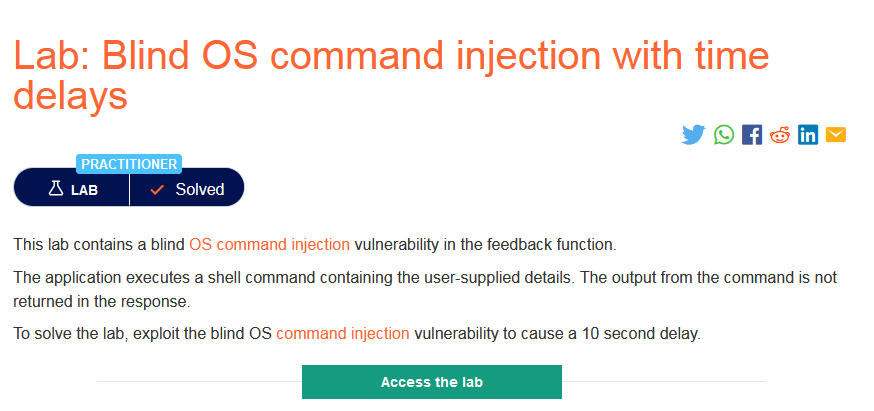 Lab: Blind OS command injection with time
delays
PRACTITIONER
LAB
Solved
This lab contains a blind OS command injection vulnerability in the feedback function.
The application executes a shell command containing the user-supplied details. The output from the command is not
returned in the response.
To solve the lab, exploit the blind OS command injection vulnerability to cause a 10 second delay.
Access the lab